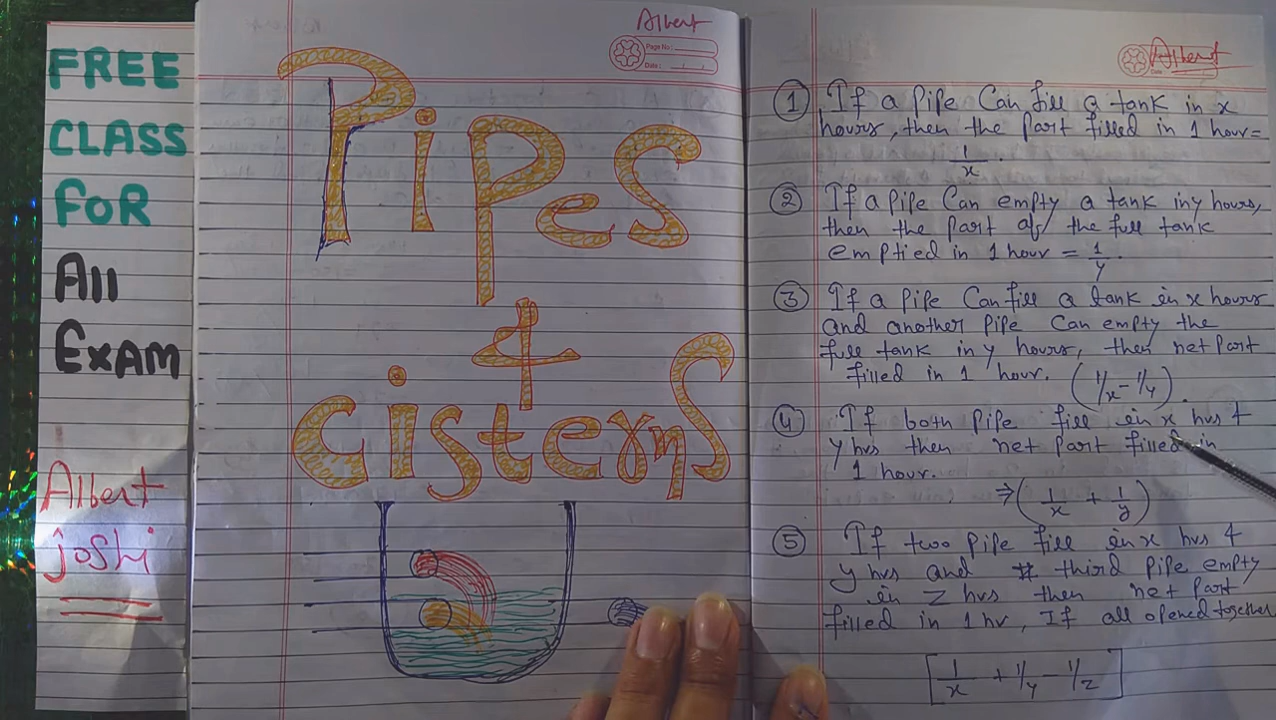 FREE
CLASS
FOR
All
EXAM
Albert
joshi
Albert
Page No:
Date:
Pipes
&
cisterns
Albert
① If a Pipe Can fill a tank in x
hours, then the part filled in 1 hour =
1/x.
② If a pipe Can empty a tank in y hours,
then the part of the full tank
emptied in 1 hour = 1/y.
③ If a Pipe Can fill a tank in x hours
and another Pipe Can empty the
full tank in y hours, then net part
filled in 1 hour. (1/x - 1/y).
④ If both Pipe fill in x hrs &
y hrs then net part filled in
1 hour.
⇒ (1/x + 1/y)
⑤ If two Pipe fill in x hrs &
y hrs and third Pipe empty
in z hrs then net part
filled in 1 hr, If all opened together
[1/x + 1/y - 1/z]